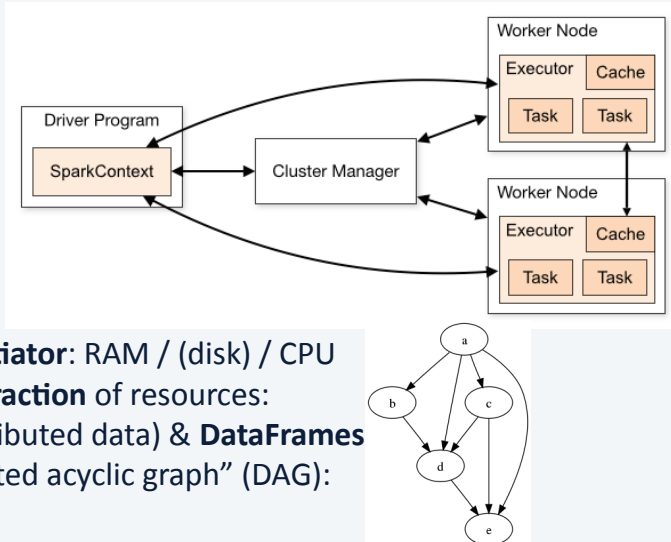 Worker Node
Executor
Cache
Task
Task
Driver Program
SparkContext
Cluster Manager
Worker Node
Executor
Cache
Task
Task
tiator: RAM / (disk) / CPU
raction of resources:
ibuted data) & DataFrames
ted acyclic graph” (DAG):
a
b
c
d
e